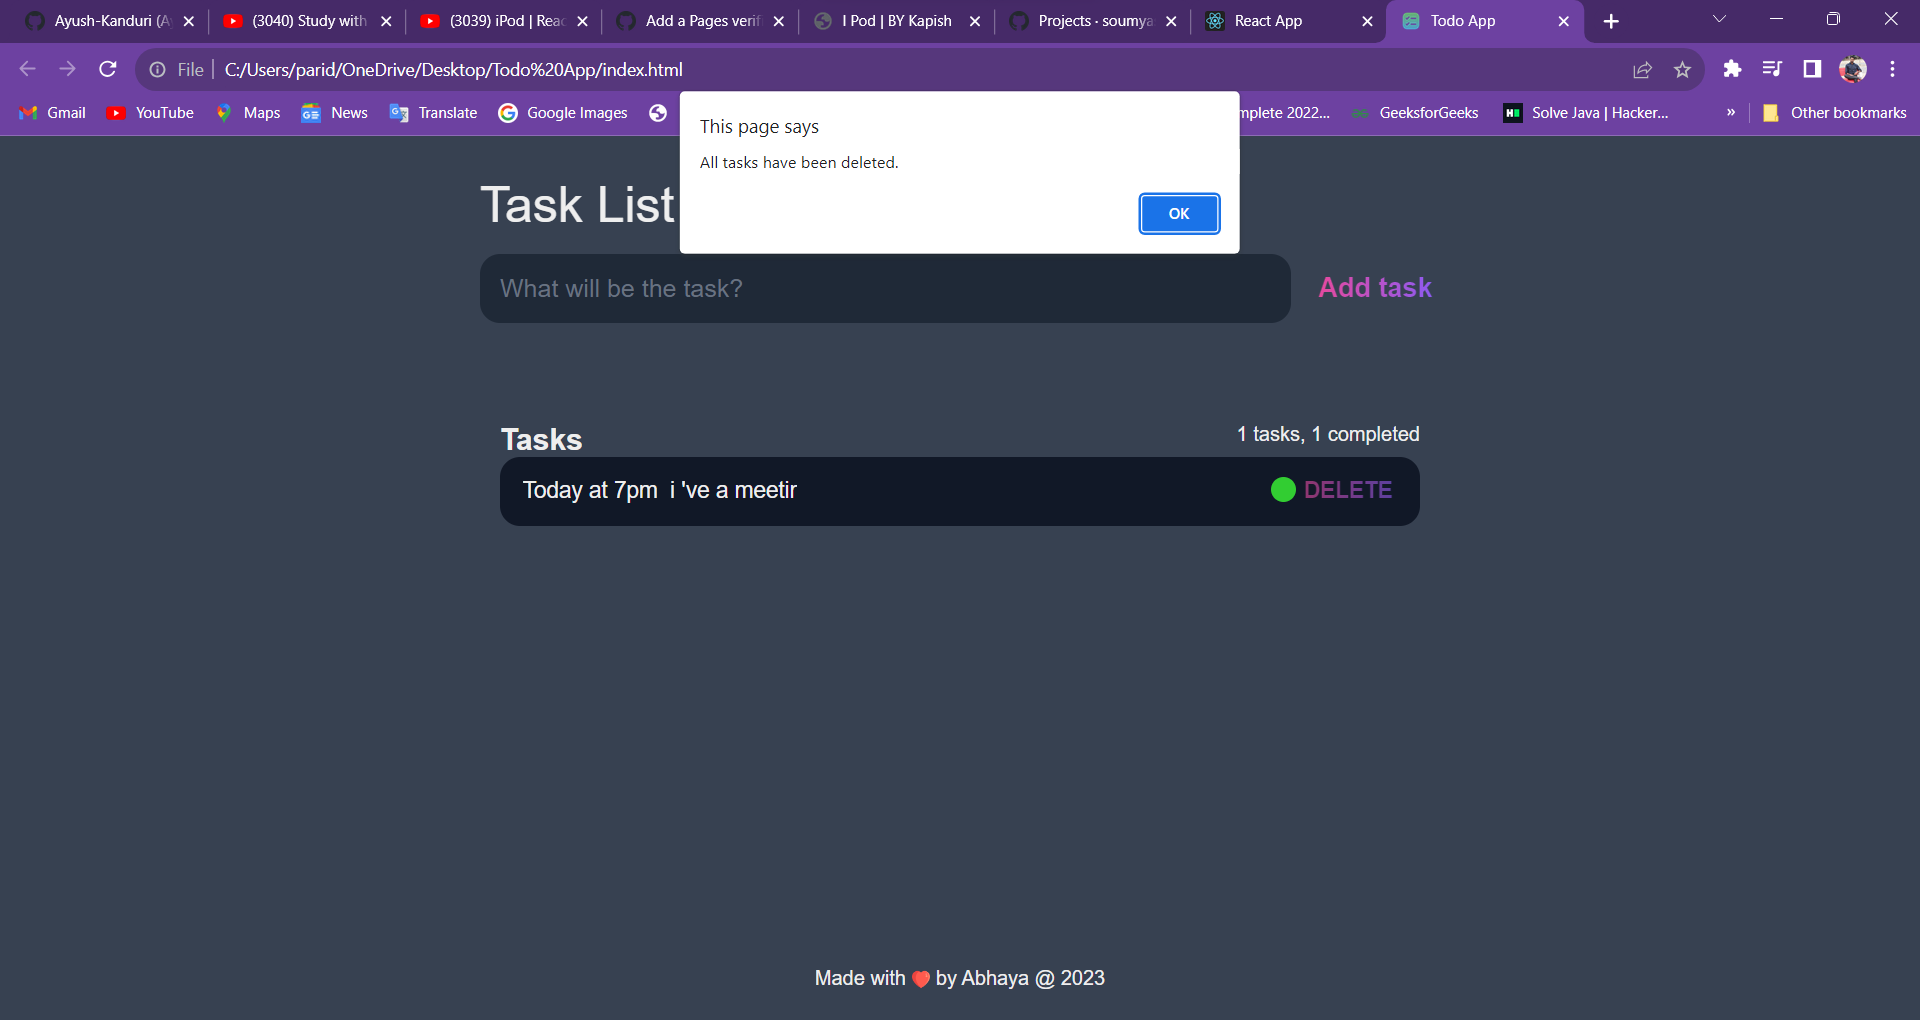 Ayush-Kanduri (A
(3040) Study with
(3039) iPod | Reac
Add a Pages verif
I Pod | BY Kapish
Projects · soumya
React App
Todo App
File
C:/Users/parid/OneDrive/Desktop/Todo%20App/index.html
Gmail
YouTube
Maps
News
Translate
Google Images
mplete 2022...
GeeksforGeeks
Solve Java | Hacker...
»
Other bookmarks
This page says
All tasks have been deleted.
OK
Task List
What will be the task?
Add task
Tasks
1 tasks, 1 completed
Today at 7pm  i 've a meetir
DELETE
Made with ❤ by Abhaya @ 2023